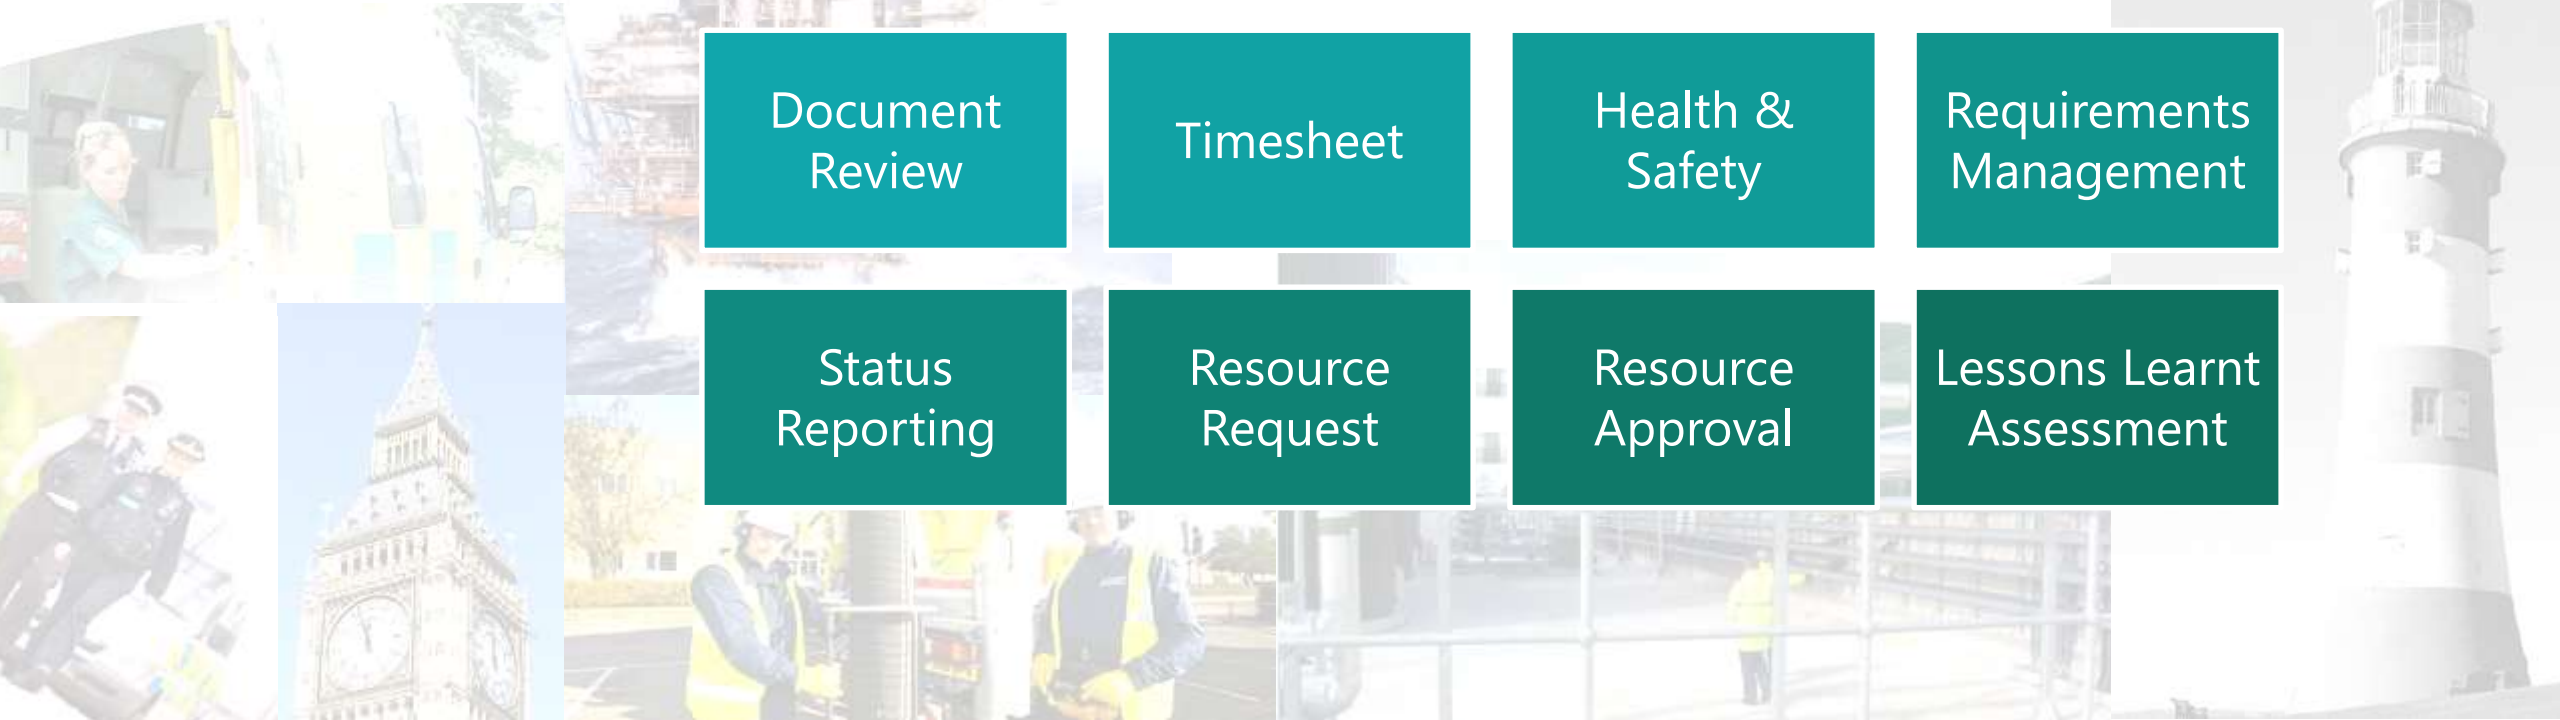 Document
Review
Timesheet
Health &
Safety
Requirements
Management
Status
Reporting
Resource
Request
Resource
Approval
Lessons Learnt
Assessment